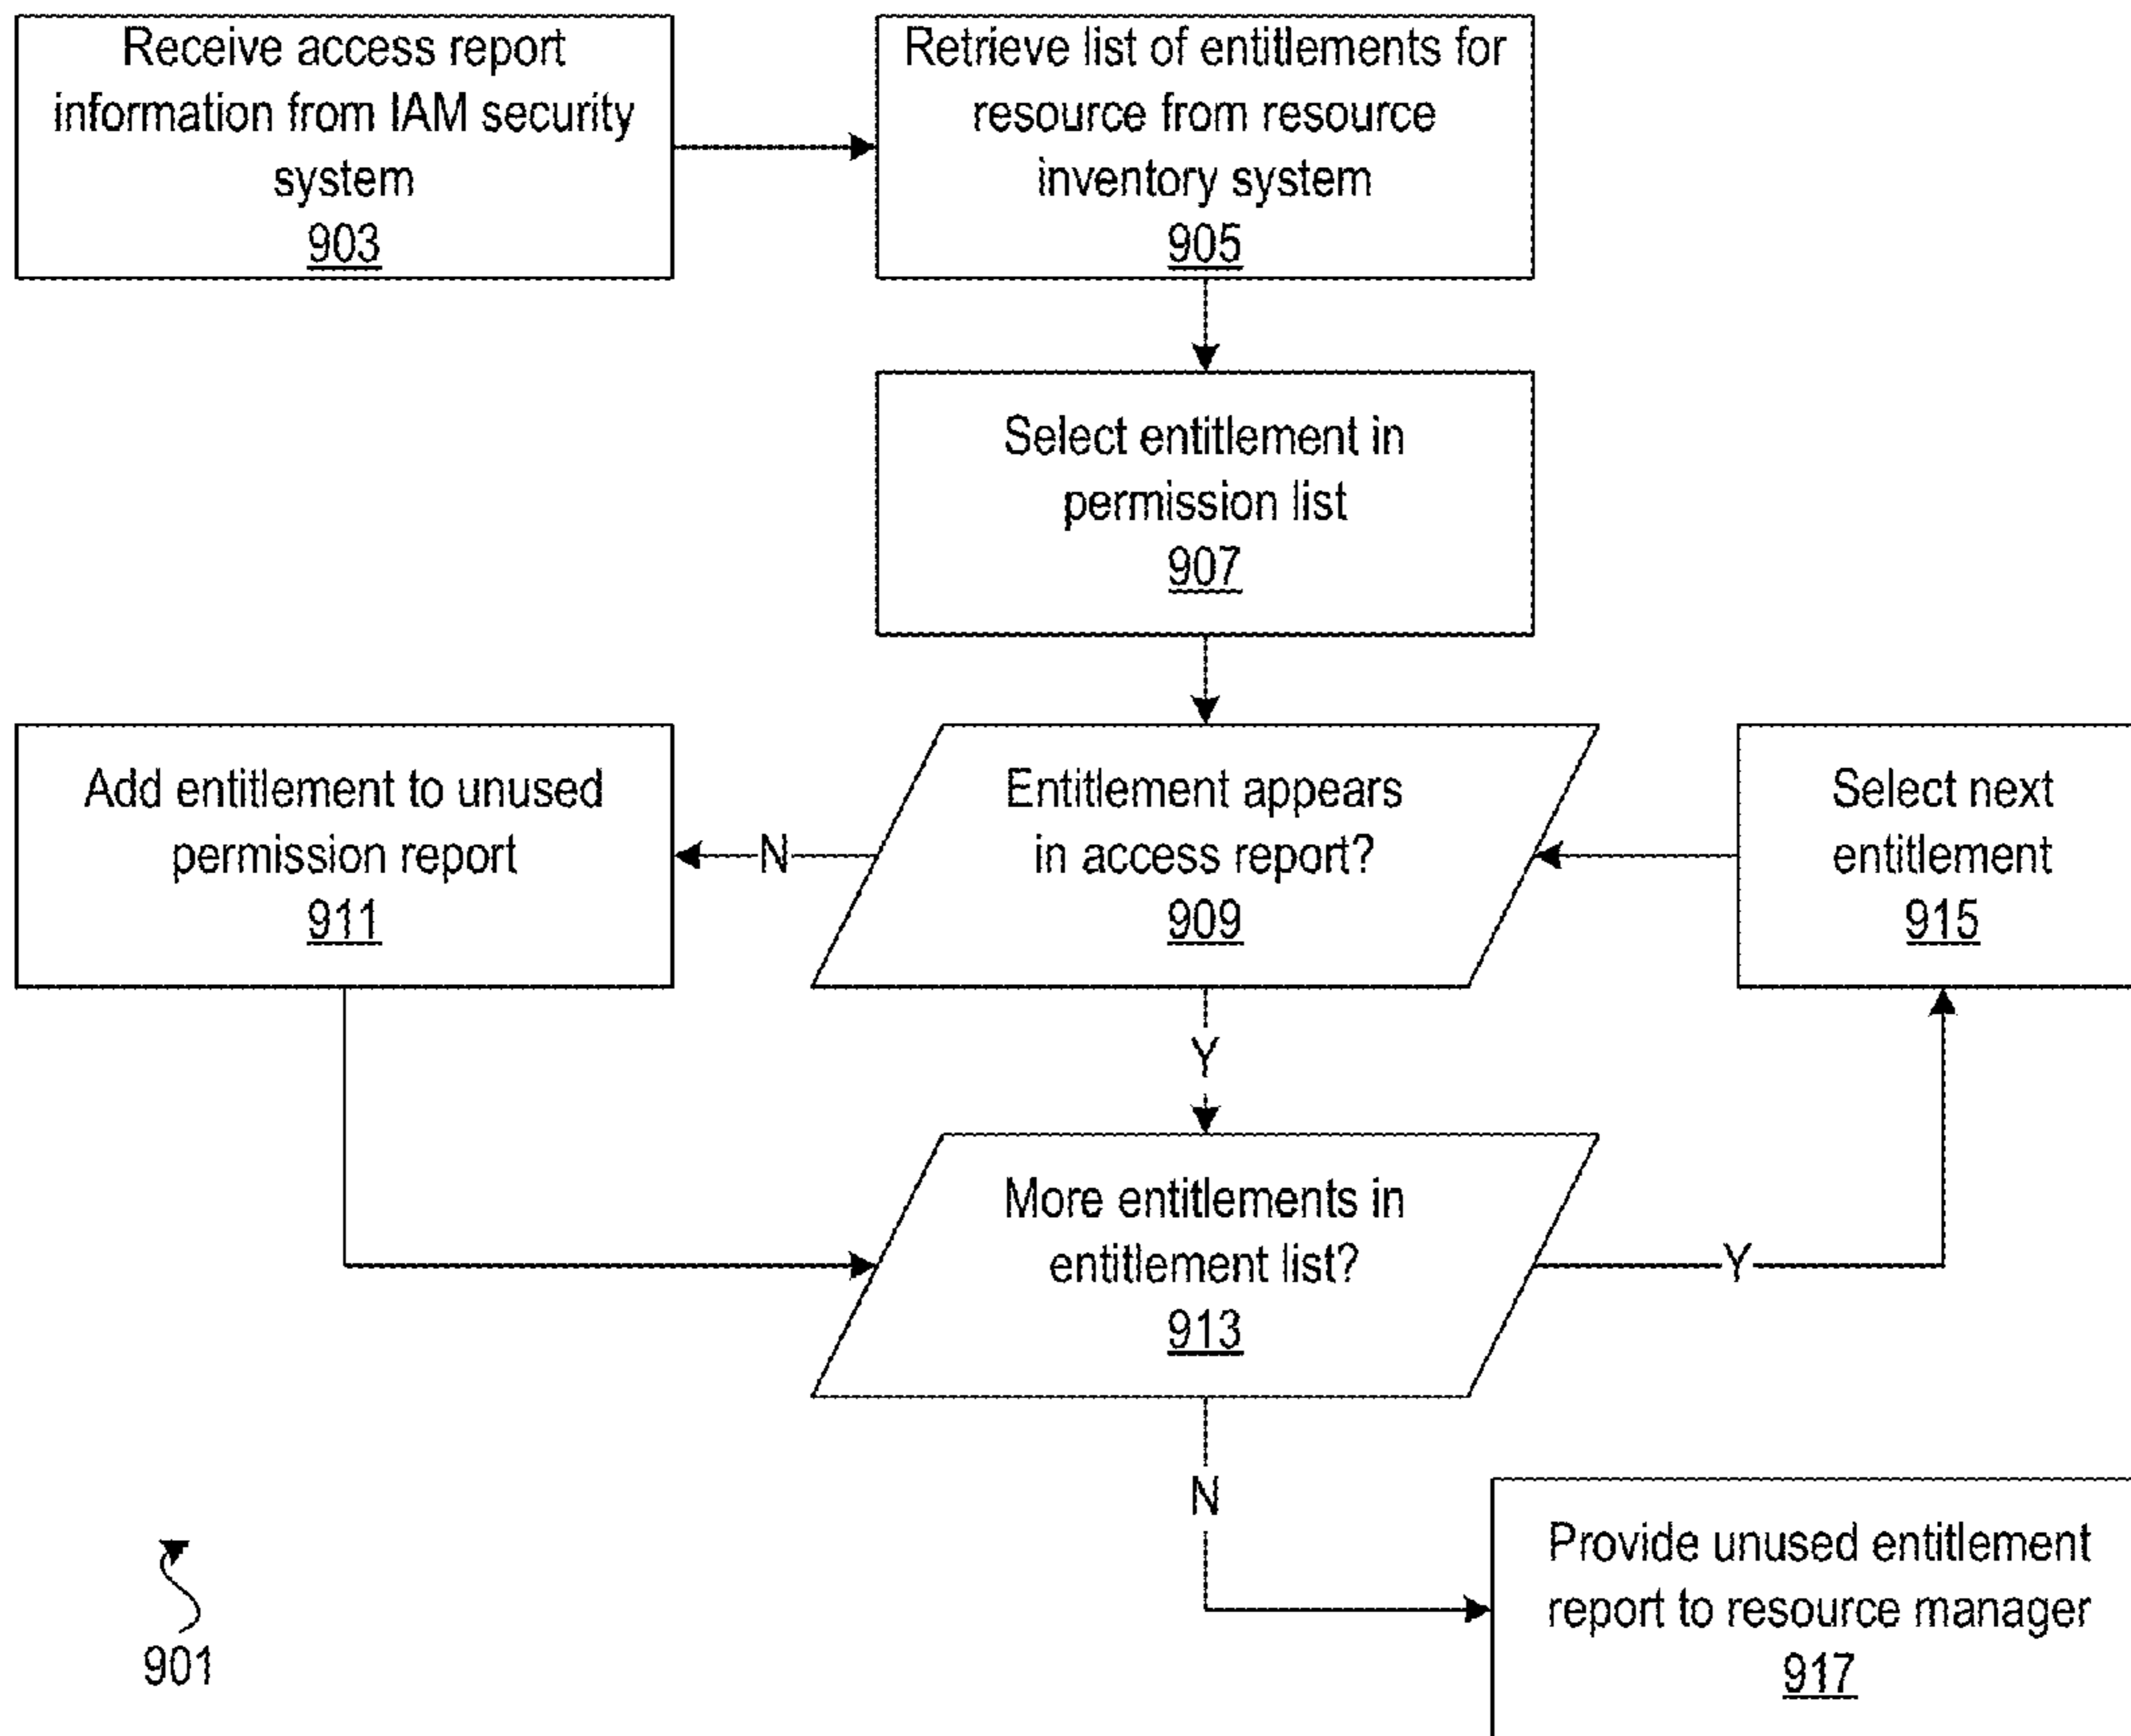 Receive access report
information from IAM security
system
903
Retrieve list of entitlements for
resource from resource
inventory system
905
Select entitlement in
permission list
907
Add entitlement to unused
permission report
911
N
Entitlement appears
in access report?
909
Select next
entitlement
915
Y
More entitlements in
entitlement list?
913
Y
N
Provide unused entitlement
report to resource manager
917
901